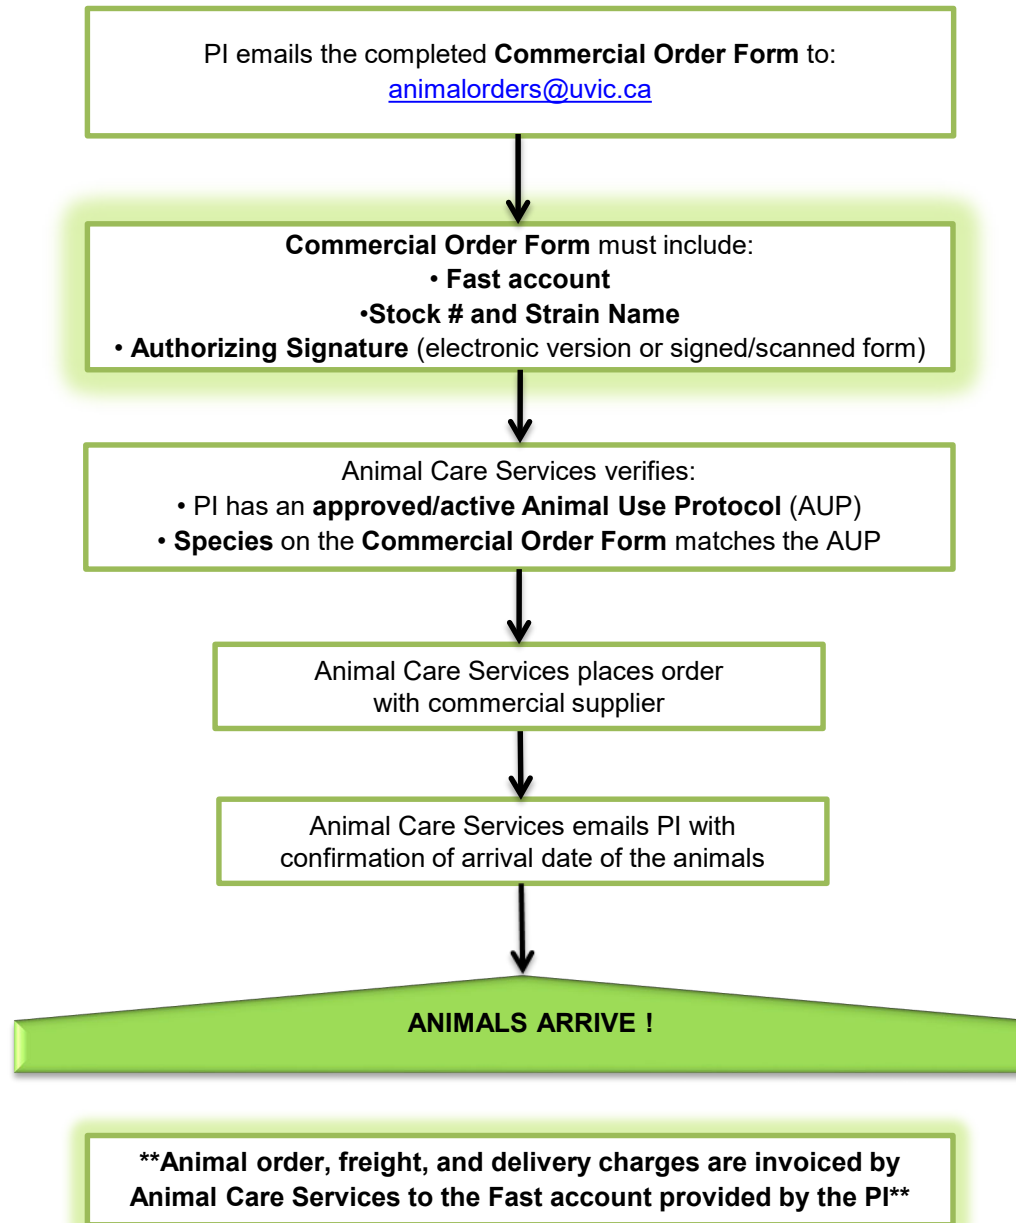 PI emails the completed Commercial Order Form to:
animalorders@uvic.ca
Commercial Order Form must include:
• Fast account
•Stock # and Strain Name
• Authorizing Signature (electronic version or signed/scanned form)
Animal Care Services verifies:
• PI has an approved/active Animal Use Protocol (AUP)
• Species on the Commercial Order Form matches the AUP
Animal Care Services places order
with commercial supplier
Animal Care Services emails PI with
confirmation of arrival date of the animals
ANIMALS ARRIVE !
**Animal order, freight, and delivery charges are invoiced by
Animal Care Services to the Fast account provided by the PI**